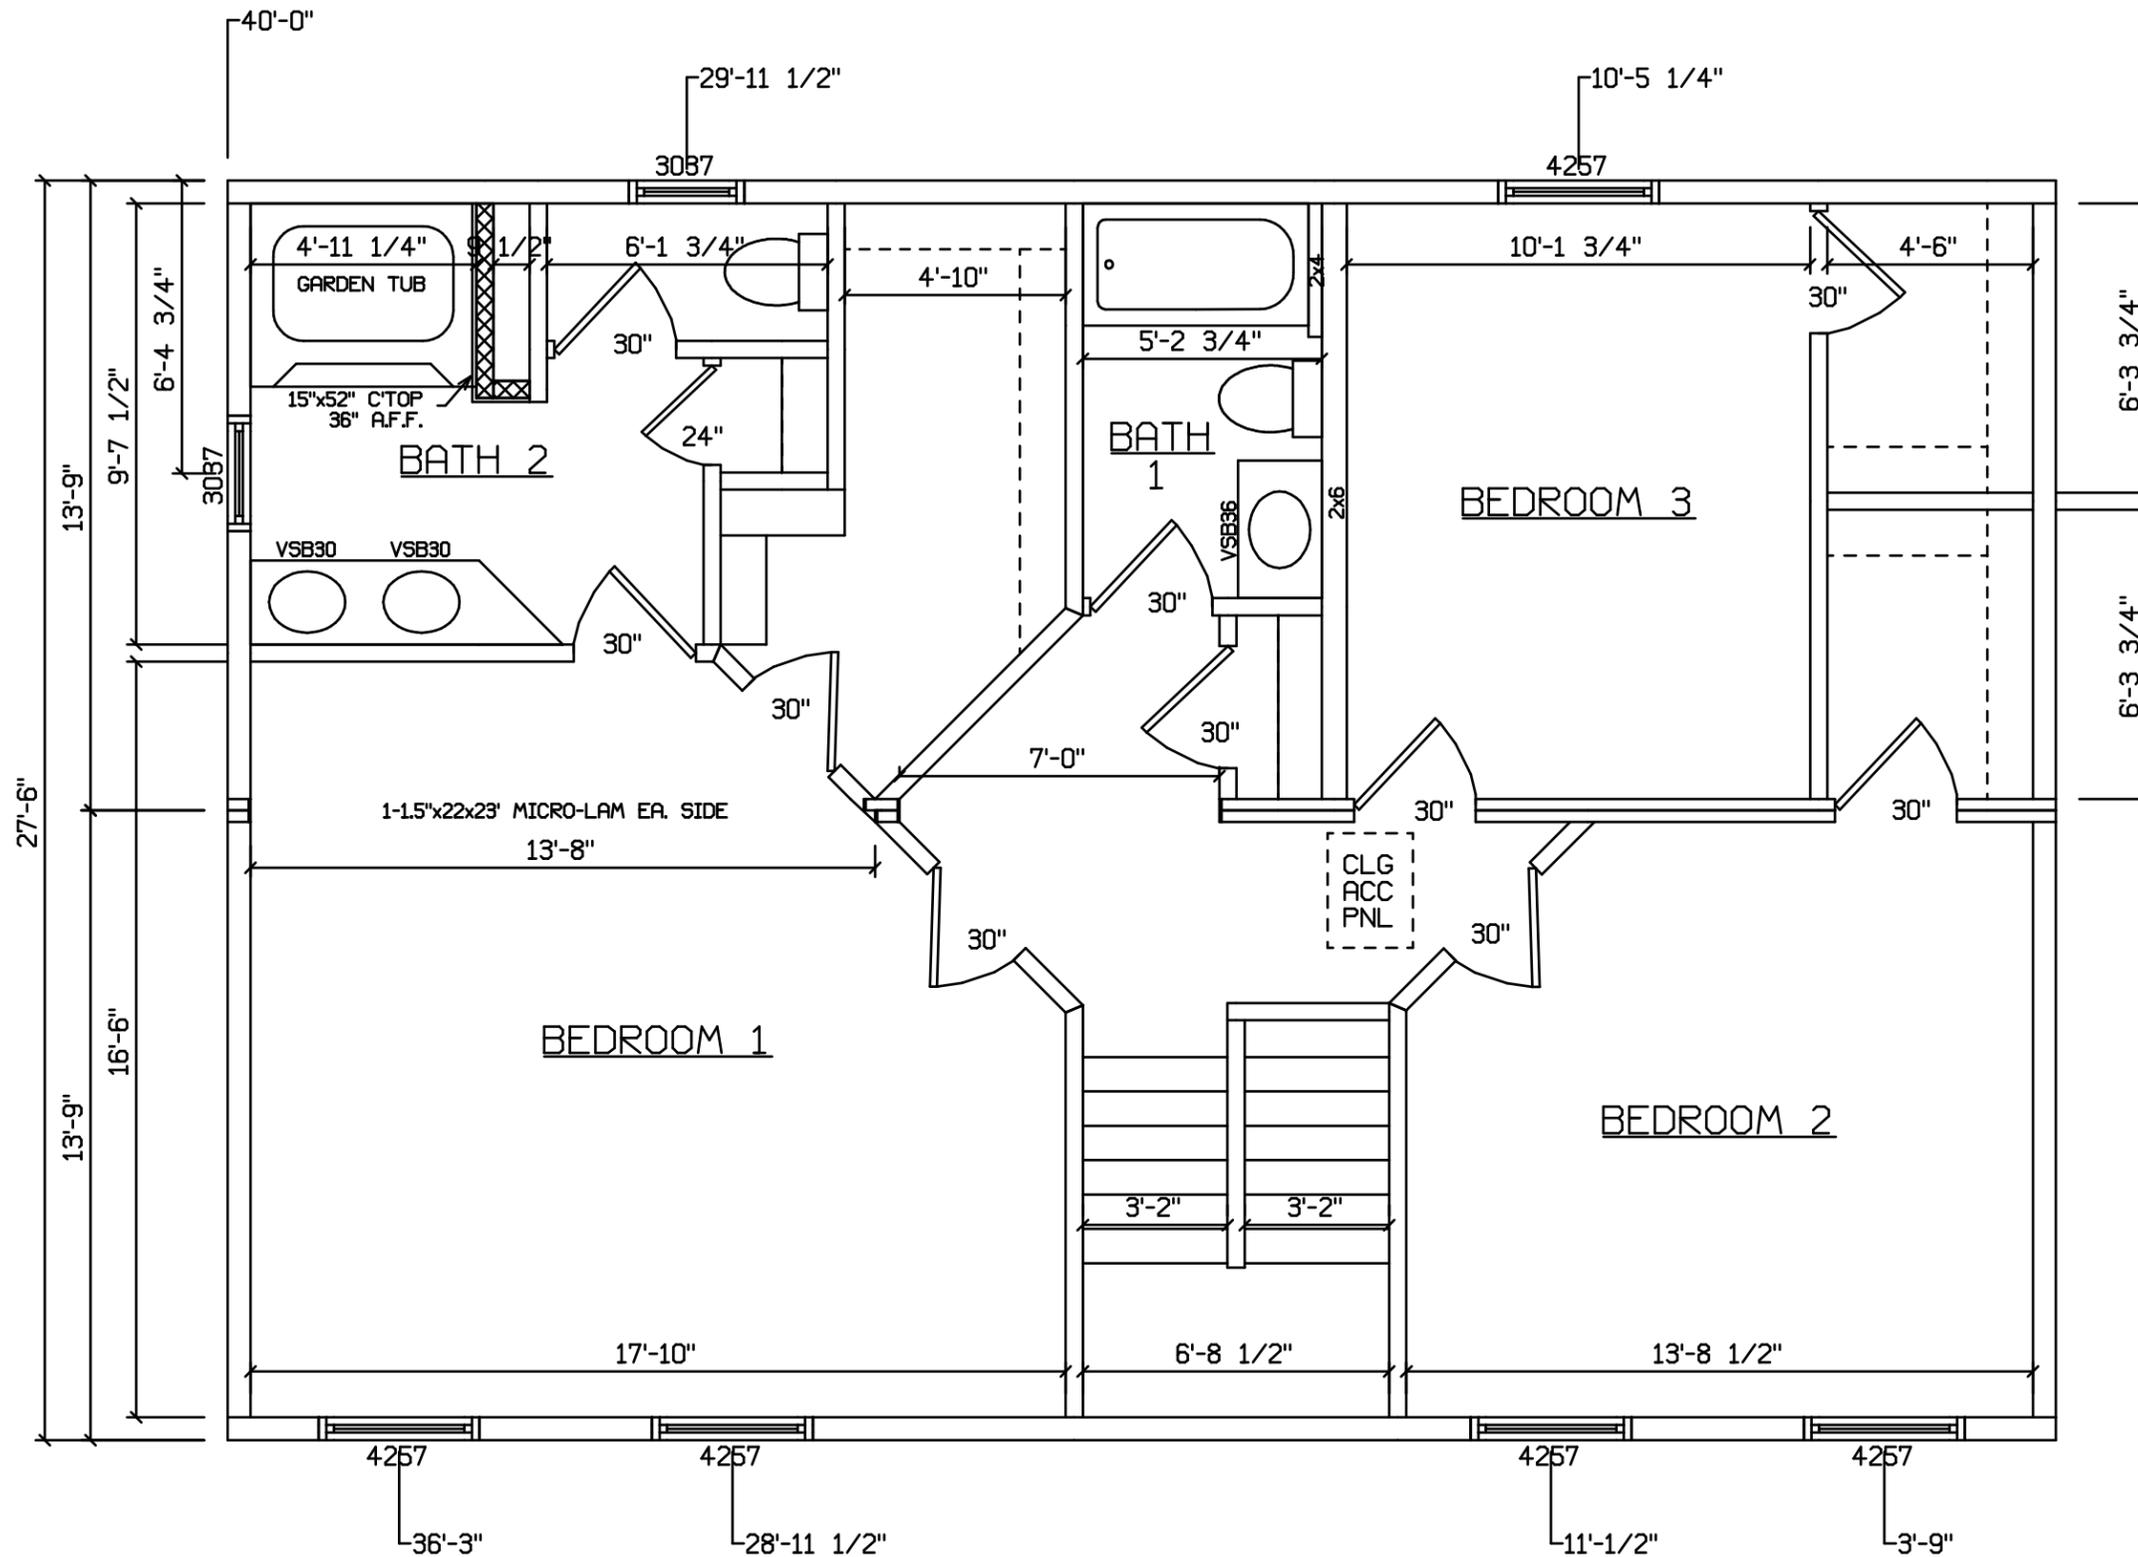 40'-0"
29'-11 1/2"
10'-5 1/4"
3037
4257
4'-11 1/4"
9 1/2"
6'-1 3/4"
10'-1 3/4"
4'-6"
GARDEN TUB
4'-10"
2x4
30"
6'-4 3/4"
6'-3 3/4"
30"
5'-2 3/4"
15"x52" C'TOP
36" A.F.F.
9'-7 1/2"
24"
BATH 2
BATH
1
3037
13'-9"
BEDROOM 3
2x6
VSB36
VSB30
VSB30
30"
30"
6'-3 3/4"
30"
30"
7'-0"
27'-6"
1-1.5"x22x23' MICRO-LAM EA. SIDE
30"
30"
13'-8"
CLG
ACC
PNL
30"
30"
16'-6"
BEDROOM 1
13'-9"
BEDROOM 2
3'-2"
3'-2"
17'-10"
6'-8 1/2"
13'-8 1/2"
4257
4257
4257
4257
36'-3"
28'-11 1/2"
11'-1/2"
3'-9"